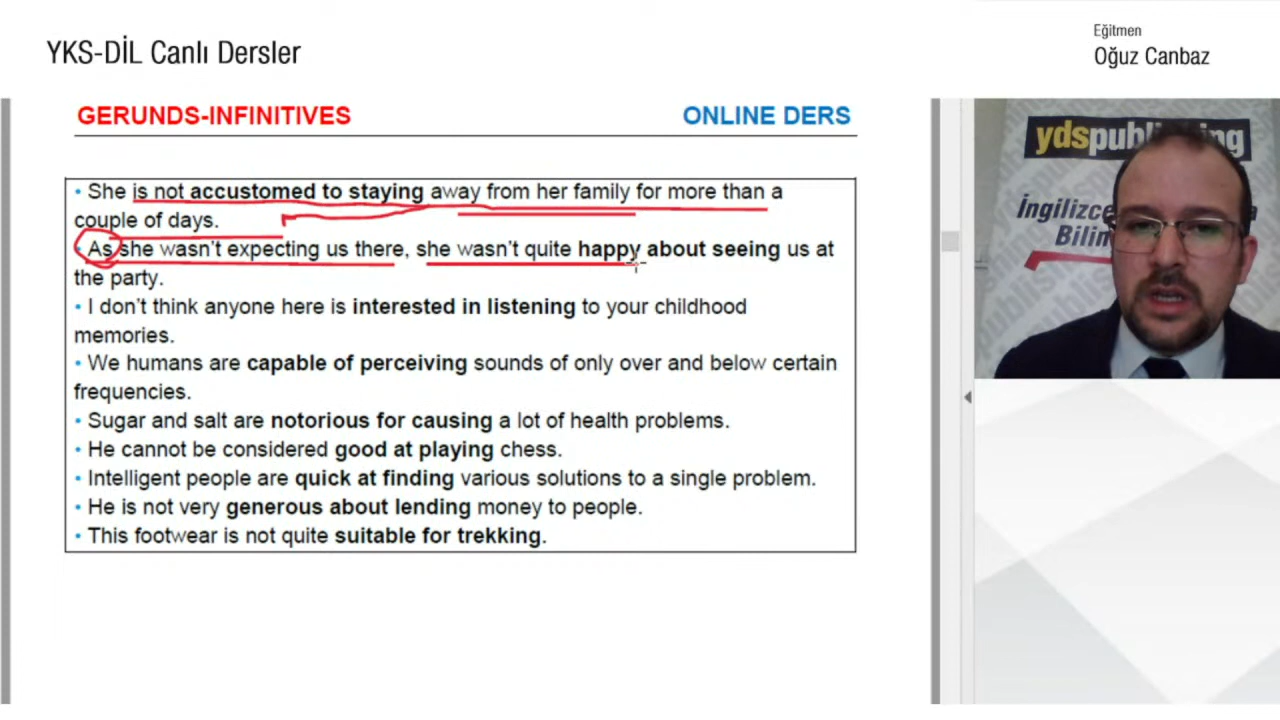 YKS-DİL Canlı Dersler
Eğitmen
Oğuz Canbaz
GERUNDS-INFINITIVES
ONLINE DERS
• She is not accustomed to staying away from her family for more than a
couple of days.
• As she wasn't expecting us there, she wasn't quite happy about seeing us at
the party.
• I don't think anyone here is interested in listening to your childhood
memories.
• We humans are capable of perceiving sounds of only over and below certain
frequencies.
• Sugar and salt are notorious for causing a lot of health problems.
• He cannot be considered good at playing chess.
• Intelligent people are quick at finding various solutions to a single problem.
• He is not very generous about lending money to people.
• This footwear is not quite suitable for trekking.